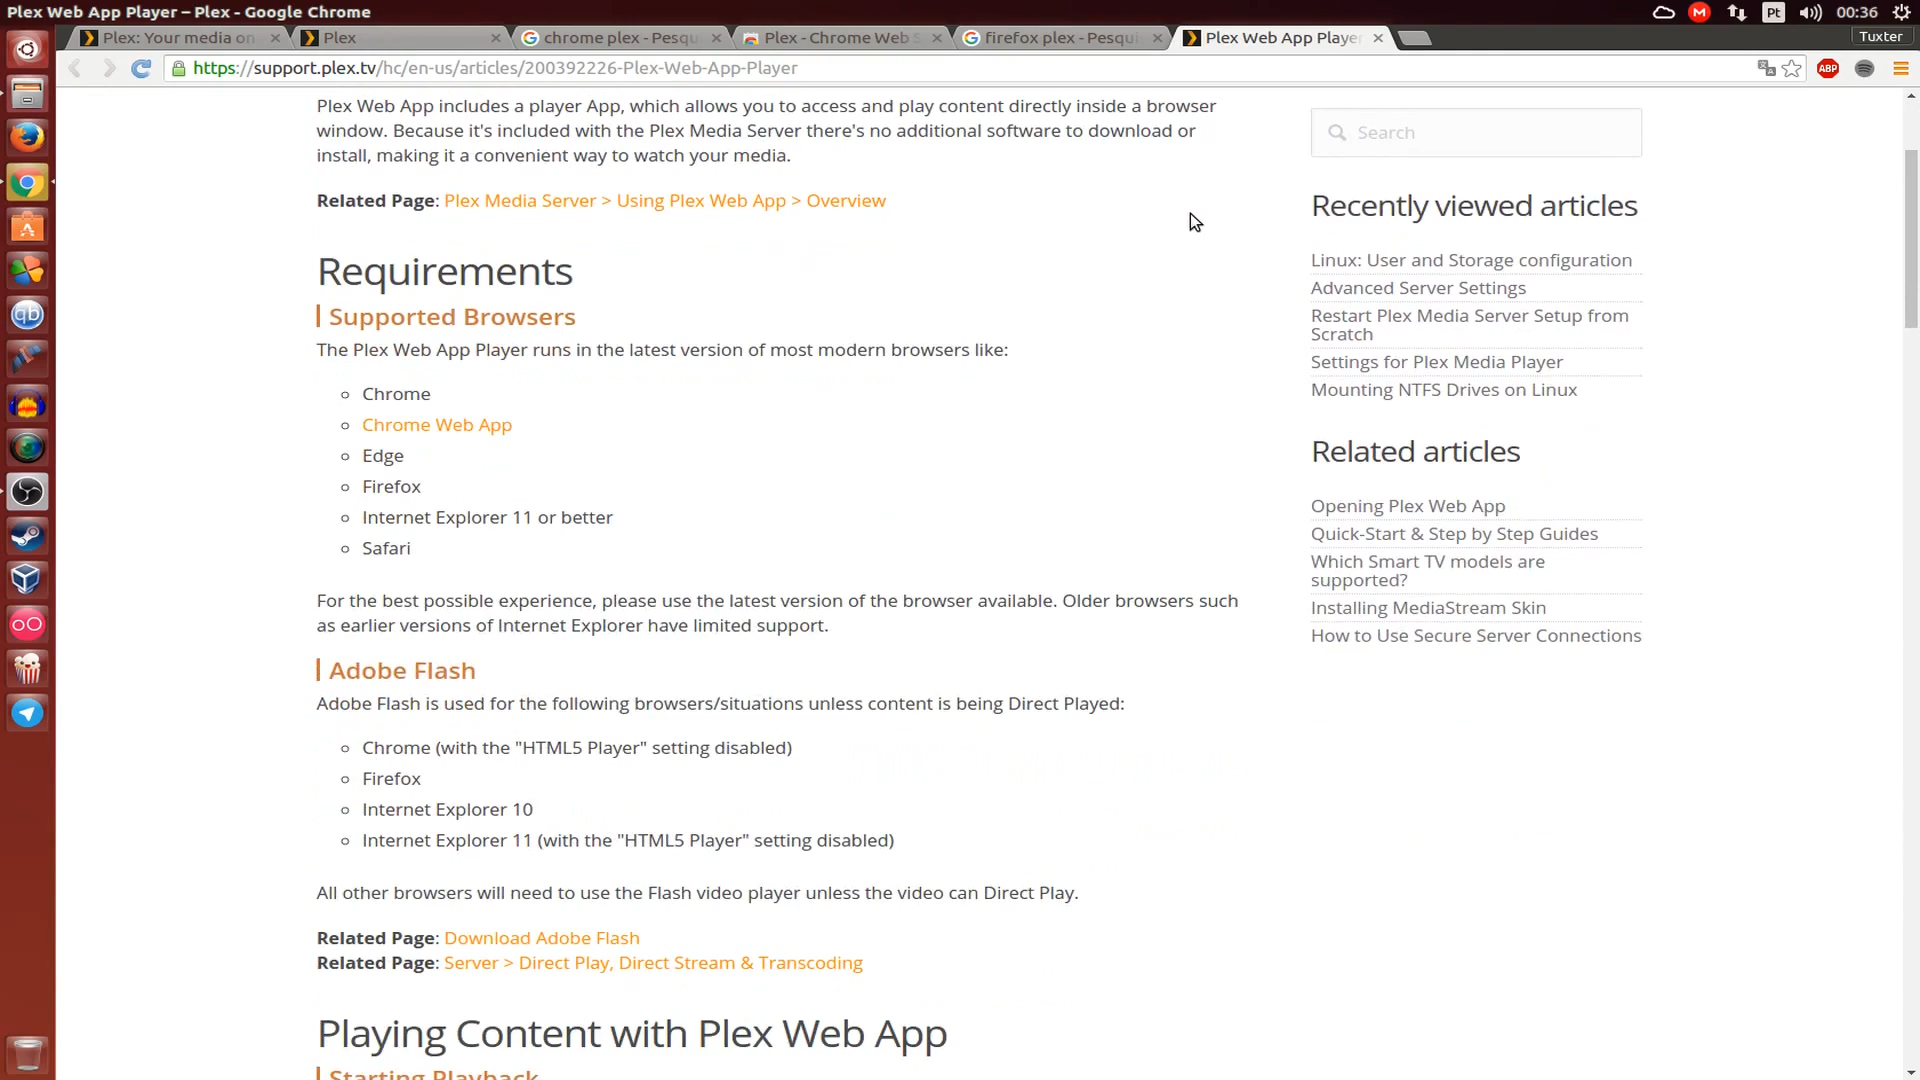 Plex Web App Player – Plex - Google Chrome
Pt
00:36
Plex: Your media on
Plex
chrome plex - Pesqu
Plex - Chrome Web S
firefox plex - Pesqui
Plex Web App Player
Tuxter
https://support.plex.tv/hc/en-us/articles/200392226-Plex-Web-App-Player
ABP
Plex Web App includes a player App, which allows you to access and play content directly inside a browser
window. Because it's included with the Plex Media Server there's no additional software to download or
install, making it a convenient way to watch your media.
Related Page: Plex Media Server > Using Plex Web App > Overview
Requirements
Supported Browsers
The Plex Web App Player runs in the latest version of most modern browsers like:
Chrome
Chrome Web App
Edge
Firefox
Internet Explorer 11 or better
Safari
For the best possible experience, please use the latest version of the browser available. Older browsers such
as earlier versions of Internet Explorer have limited support.
Adobe Flash
Adobe Flash is used for the following browsers/situations unless content is being Direct Played:
Chrome (with the "HTML5 Player" setting disabled)
Firefox
Internet Explorer 10
Internet Explorer 11 (with the "HTML5 Player" setting disabled)
All other browsers will need to use the Flash video player unless the video can Direct Play.
Related Page: Download Adobe Flash
Related Page: Server > Direct Play, Direct Stream & Transcoding
Playing Content with Plex Web App
Starting Playback
Search
Recently viewed articles
Linux: User and Storage configuration
Advanced Server Settings
Restart Plex Media Server Setup from
Scratch
Settings for Plex Media Player
Mounting NTFS Drives on Linux
Related articles
Opening Plex Web App
Quick-Start & Step by Step Guides
Which Smart TV models are
supported?
Installing MediaStream Skin
How to Use Secure Server Connections